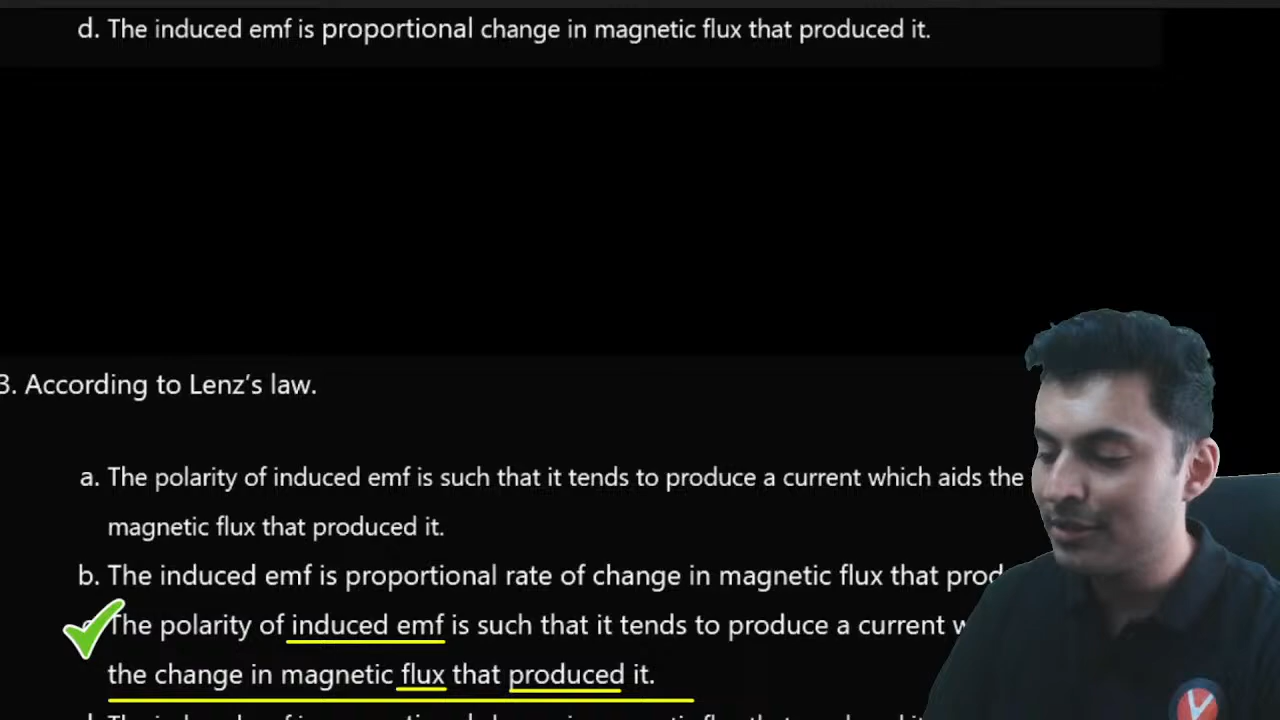 d. The induced emf is proportional change in magnetic flux that produced it.
3. According to Lenz's law.
a. The polarity of induced emf is such that it tends to produce a current which aids the
magnetic flux that produced it.
b. The induced emf is proportional rate of change in magnetic flux that
The polarity of induced emf is such that it tends to produce a current
the change in magnetic flux that produced it.